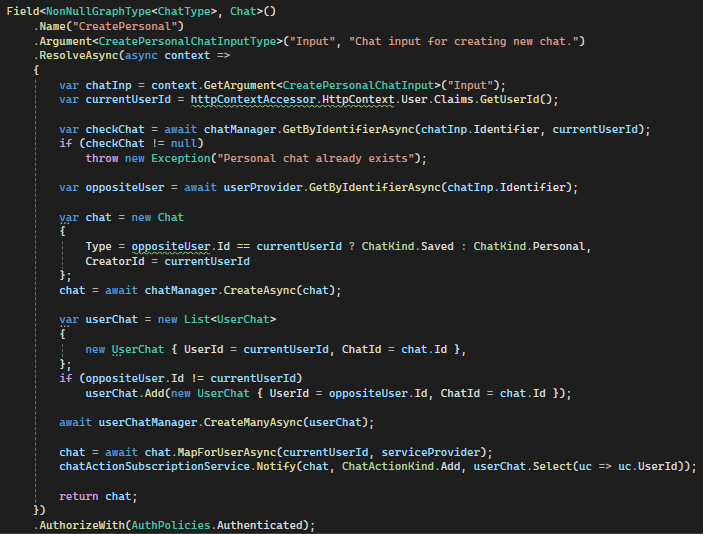 Field<NonNullGraphType<ChatType>, Chat>()
.Name("CreatePersonal")
.Argument<CreatePersonalChatInputType>("Input", "Chat input for creating new chat.")
.ResolveAsync(async context =>
{
var chatInp = context.GetArgument<CreatePersonalChatInput>("Input");
var currentUserId = httpContextAccessor.HttpContext.User.Claims.GetUserId();
var checkChat = await chatManager.GetByIdentifierAsync(chatInp.Identifier, currentUserId);
if (checkChat != null)
throw new Exception("Personal chat already exists");
var oppositeUser = await userProvider.GetByIdentifierAsync(chatInp.Identifier);
var chat = new Chat
{
Type = oppositeUser.Id == currentUserId ? ChatKind.Saved : ChatKind.Personal,
CreatorId = currentUserId
};
chat = await chatManager.CreateAsync(chat);
var userChat = new List<UserChat>
{
new UserChat { UserId = currentUserId, ChatId = chat.Id },
};
if (oppositeUser.Id != currentUserId)
userChat.Add(new UserChat { UserId = oppositeUser.Id, ChatId = chat.Id });
await userChatManager.CreateManyAsync(userChat);
chat = await chat.MapForUserAsync(currentUserId, serviceProvider);
chatActionSubscriptionService.Notify(chat, ChatActionKind.Add, userChat.Select(uc => uc.UserId));
return chat;
})
.AuthorizeWith(AuthPolicies.Authenticated);